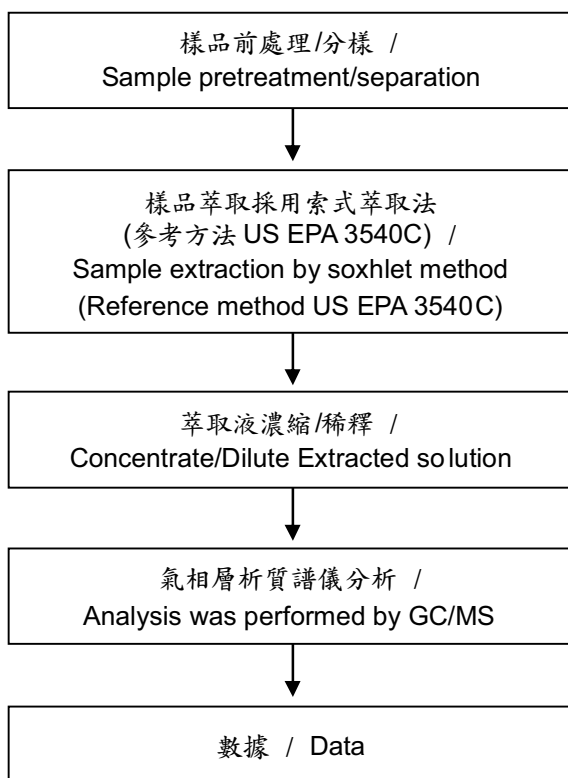 樣品前處理/分樣 /
Sample pretreatment/separation
樣品萃取採用索式萃取法
(參考方法 US EPA 3540C) /
Sample extraction by soxhlet method
(Reference method US EPA 3540C)
萃取液濃縮/稀釋 /
Concentrate/Dilute Extracted solution
氣相層析質譜儀分析 /
Analysis was performed by GC/MS
數據 / Data